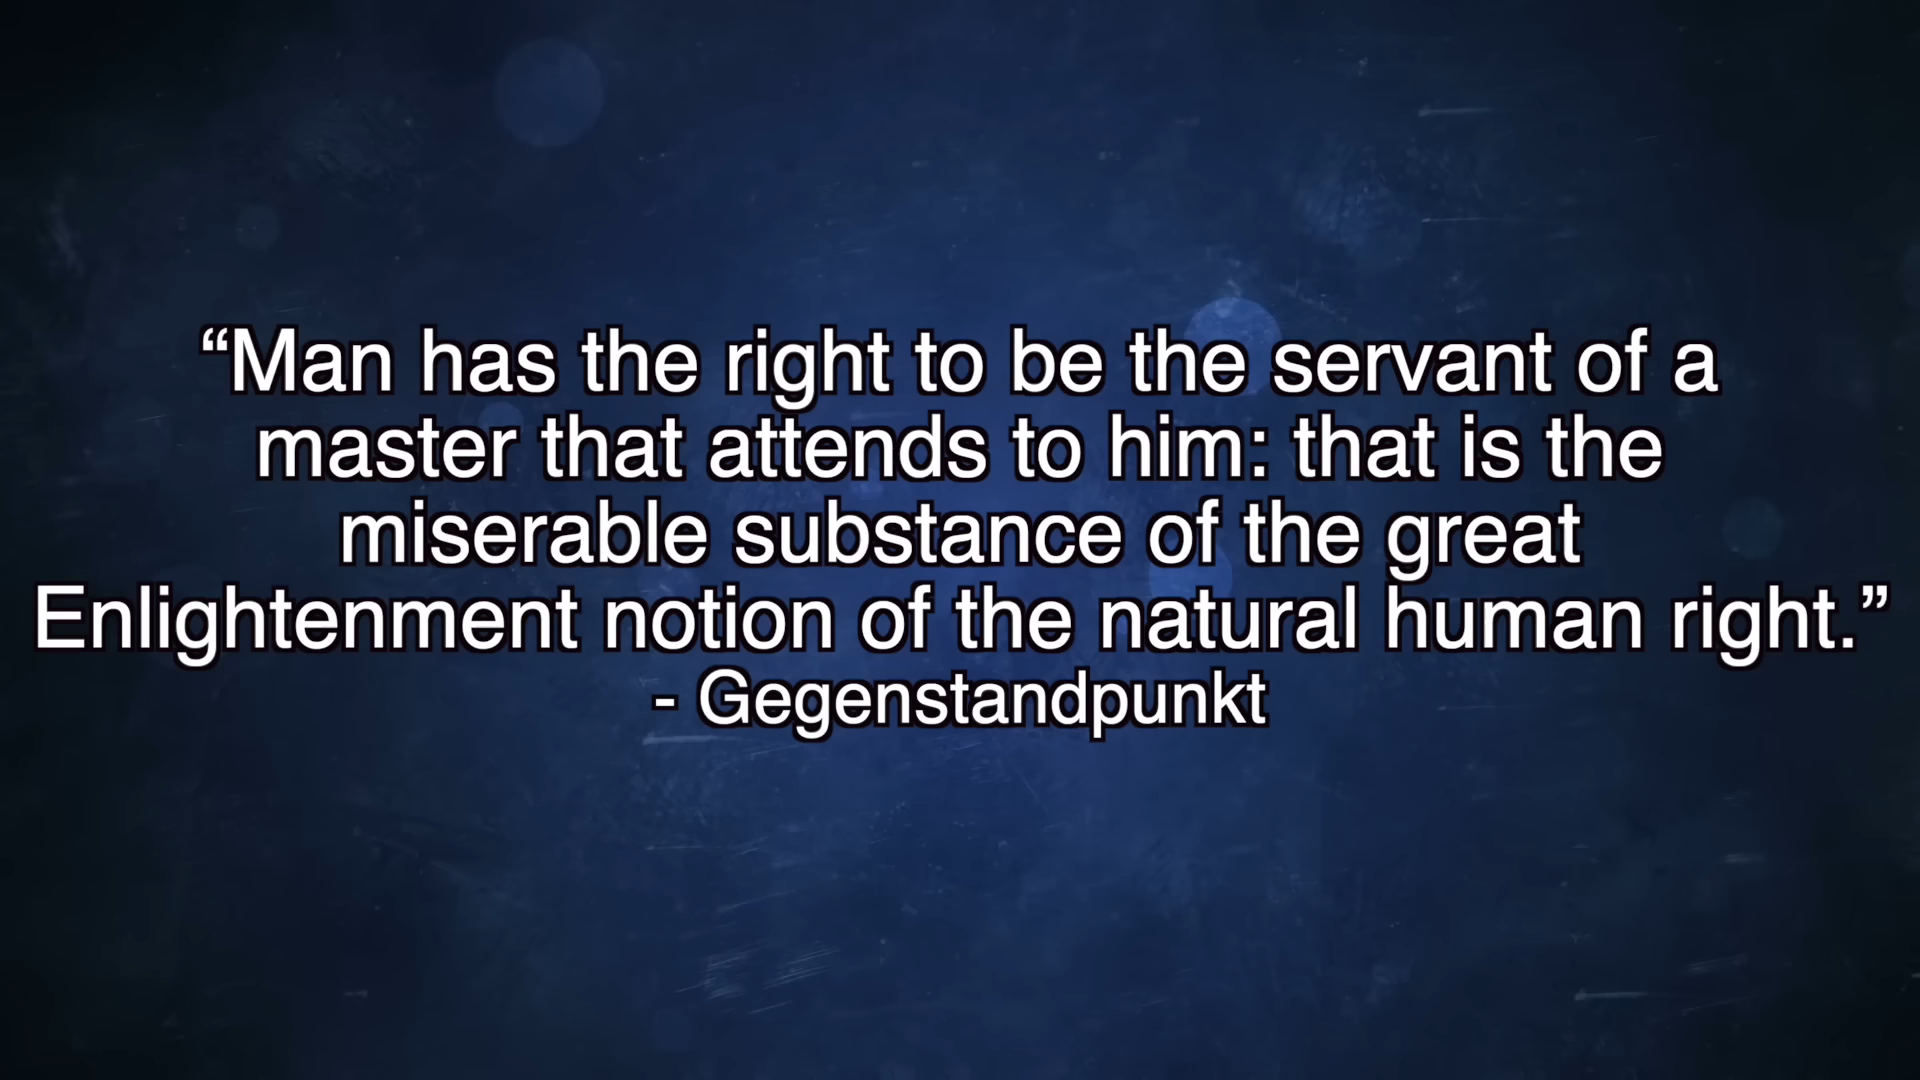 “Man has the right to be the servant of a
master that attends to him: that is the
miserable substance of the great
Enlightenment notion of the natural human right.”
- Gegenstandpunkt